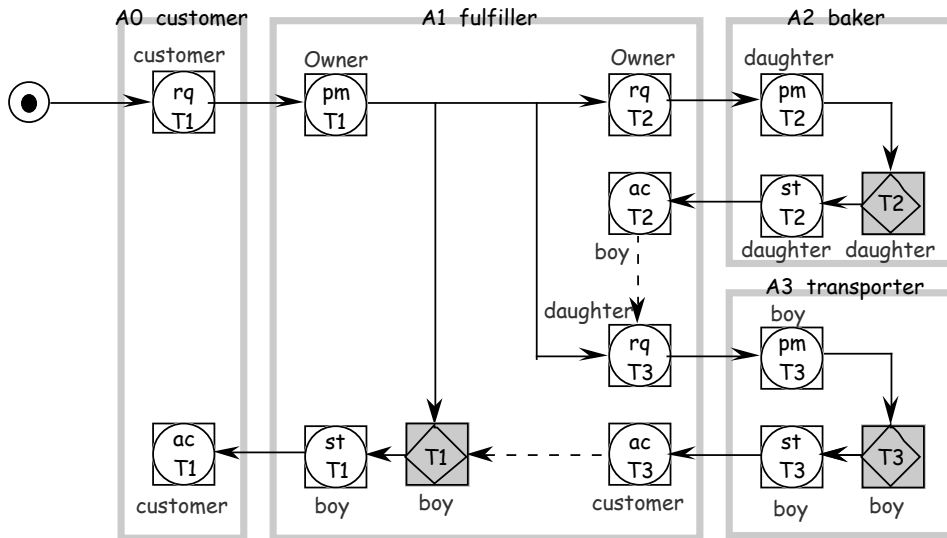 A0 customer
A1 fulfiller
A2 baker
customer
Owner
Owner
daughter
rq
T1
pm
T1
rq
T2
pm
T2
ac
T2
st
T2
T2
boy
daughter
daughter
A3 transporter
daughter
boy
rq
T3
pm
T3
ac
T1
st
T1
T1
ac
T3
st
T3
T3
customer
boy
boy
customer
boy
boy